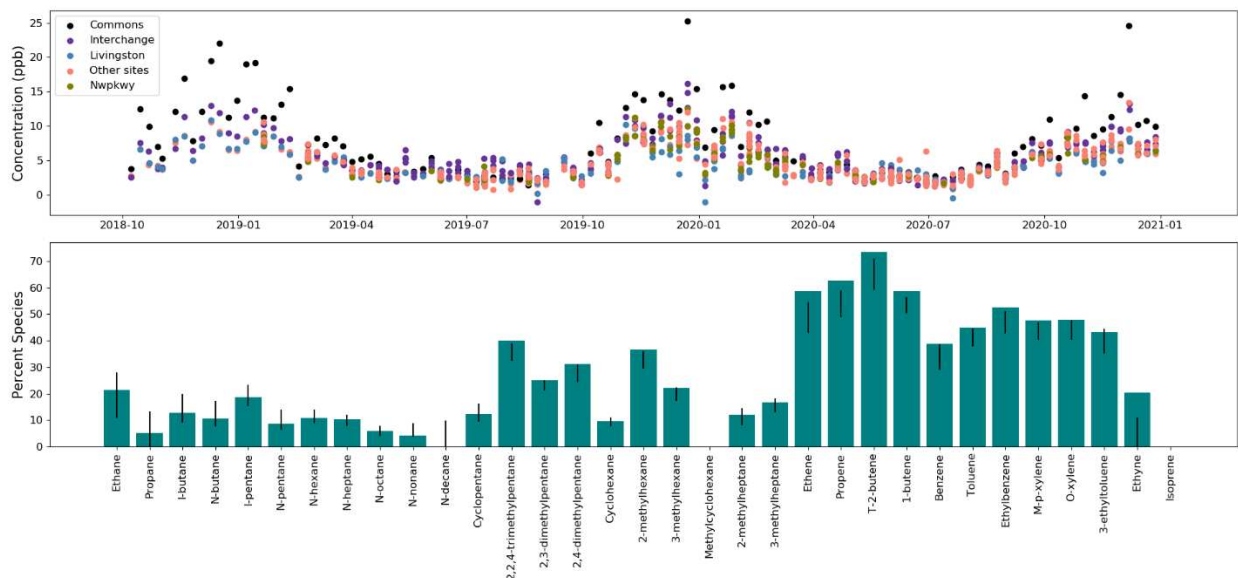 Concentration (ppb)
25
20
15
10
5
0
Commons
Interchange
Livingston
Other sites
Nwpkwy
2018-10 2019-01 2019-04 2019-07 2019-10 2020-01 2020-04 2020-07 2020-10 2021-01
Percent Species
70
60
50
40
30
20
10
0
Ethane
Propane
I-butane
N-butane
I-pentane
N-pentane
N-hexane
N-heptane
N-octane
N-nonane
N-decane
Cyclopentane
2,2,4-trimethylpentane
2,3-dimethylpentane
2,4-dimethylpentane
Cyclohexane
2-methylhexane
3-methylhexane
Methylcyclohexane
2-methylheptane
3-methylheptane
Ethene
Propene
T-2-butene
1-butene
Benzene
Toluene
Ethylbenzene
M-p-xylene
O-xylene
3-ethyltoluene
Ethyne
Isoprene